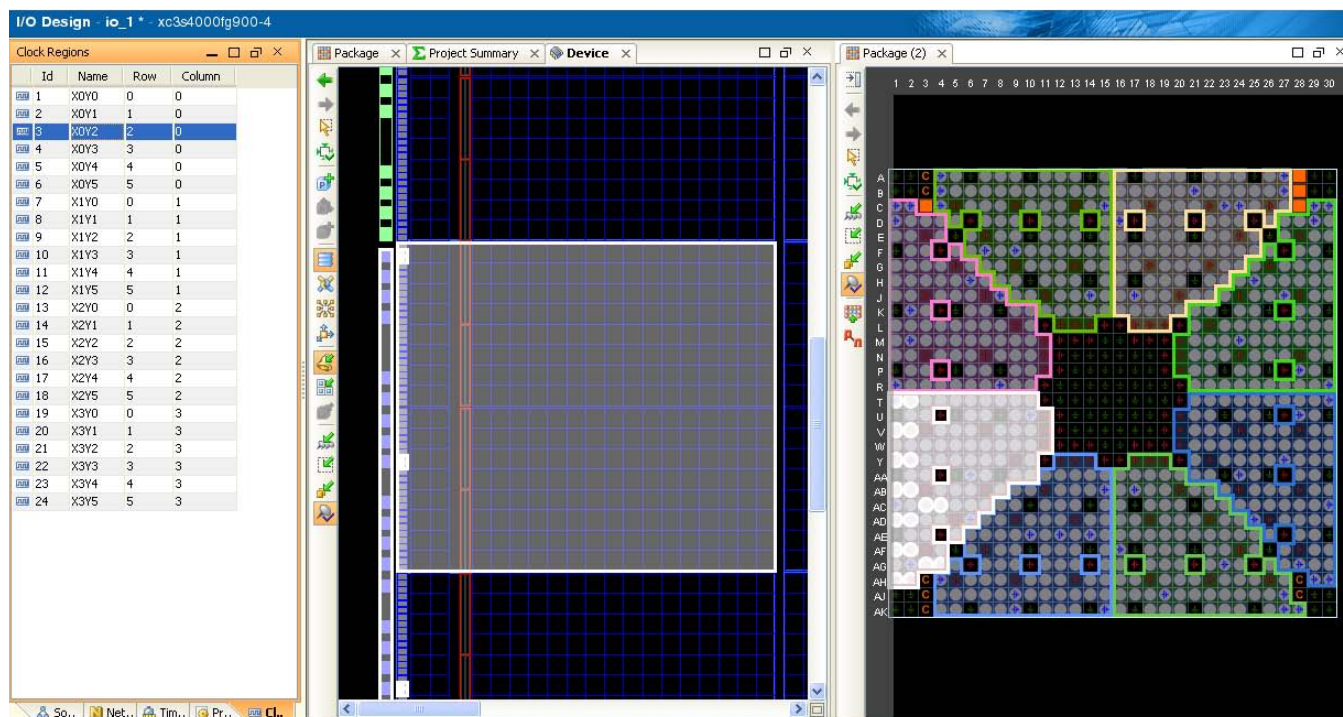 I/O Design - io_1 * - xc3s4000fg900-4
Clock Regions
Id Name Row Column
1 X0Y0 0 0
2 X0Y1 1 0
3 X0Y2 2 0
4 X0Y3 3 0
5 X0Y4 4 0
6 X0Y5 5 0
7 X1Y0 0 1
8 X1Y1 1 1
9 X1Y2 2 1
10 X1Y3 3 1
11 X1Y4 4 1
12 X1Y5 5 1
13 X2Y0 0 2
14 X2Y1 1 2
15 X2Y2 2 2
16 X2Y3 3 2
17 X2Y4 4 2
18 X2Y5 5 2
19 X3Y0 0 3
20 X3Y1 1 3
21 X3Y2 2 3
22 X3Y3 3 3
23 X3Y4 4 3
24 X3Y5 5 3
So.. Net.. Tim.. Pr.. Cl..
Package Project Summary Device
Package (2)
1 2 3 4 5 6 7 8 9 10 11 12 13 14 15 16 17 18 19 20 21 22 23 24 25 26 27 28 29 30
A C
B C
C
D
E
F
G
H
J
K
L
M
N
P
R
T
U
V
W
Y
AA
AB
AC
AD
AE
AF
AG
AH C C
AJ C C
AK C